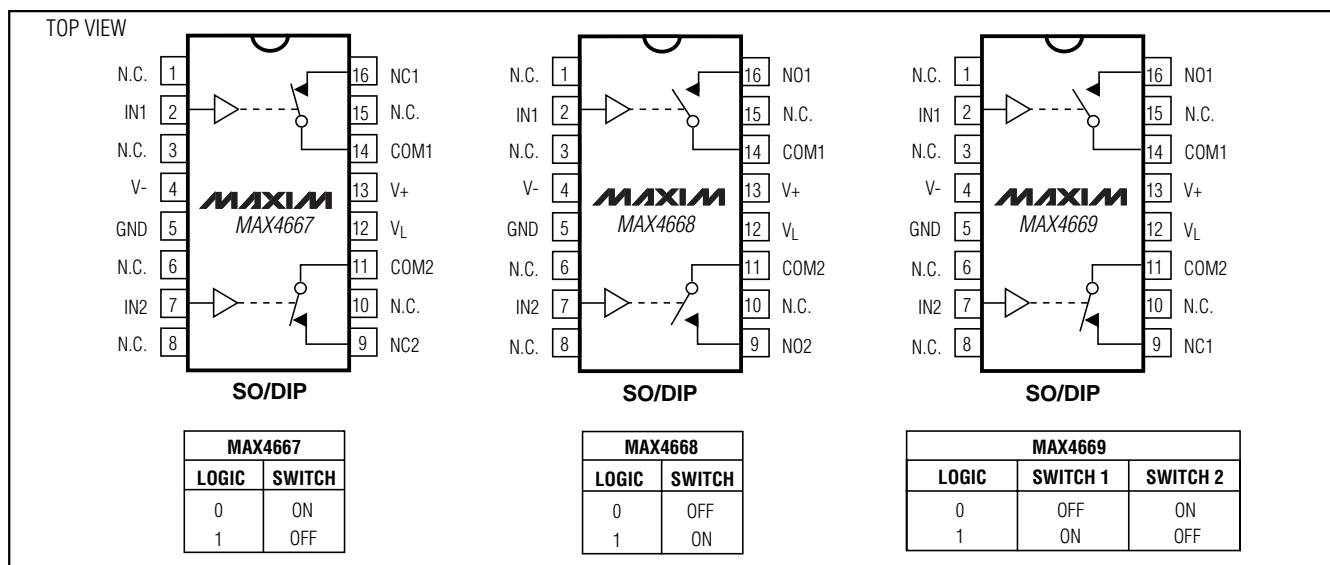 TOP VIEW
N.C. 1 16 NC1
IN1 2 15 N.C.
N.C. 3 14 COM1
V- 4 13 V+
GND 5 12 VL
N.C. 6 11 COM2
IN2 7 10 N.C.
N.C. 8 9 NC2
MAXIM
MAX4667
SO/DIP
N.C. 1 16 NO1
IN1 2 15 N.C.
N.C. 3 14 COM1
V- 4 13 V+
GND 5 12 VL
N.C. 6 11 COM2
IN2 7 10 N.C.
N.C. 8 9 NO2
MAXIM
MAX4668
SO/DIP
N.C. 1 16 NO1
IN1 2 15 N.C.
N.C. 3 14 COM1
V- 4 13 V+
GND 5 12 VL
N.C. 6 11 COM2
IN2 7 10 N.C.
N.C. 8 9 NC1
MAXIM
MAX4669
SO/DIP
MAX4667
LOGIC SWITCH
0 ON
1 OFF
MAX4668
LOGIC SWITCH
0 OFF
1 ON
MAX4669
LOGIC SWITCH 1 SWITCH 2
0 OFF ON
1 ON OFF